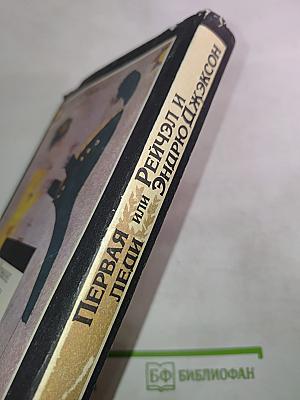 ПЕРВАЯ
ЛЕДИ
ИЛИ
РЕЙЧЭЛ И
ЭНДРЮ ДЖЭКСОН
БФ БИБЛИОФАН